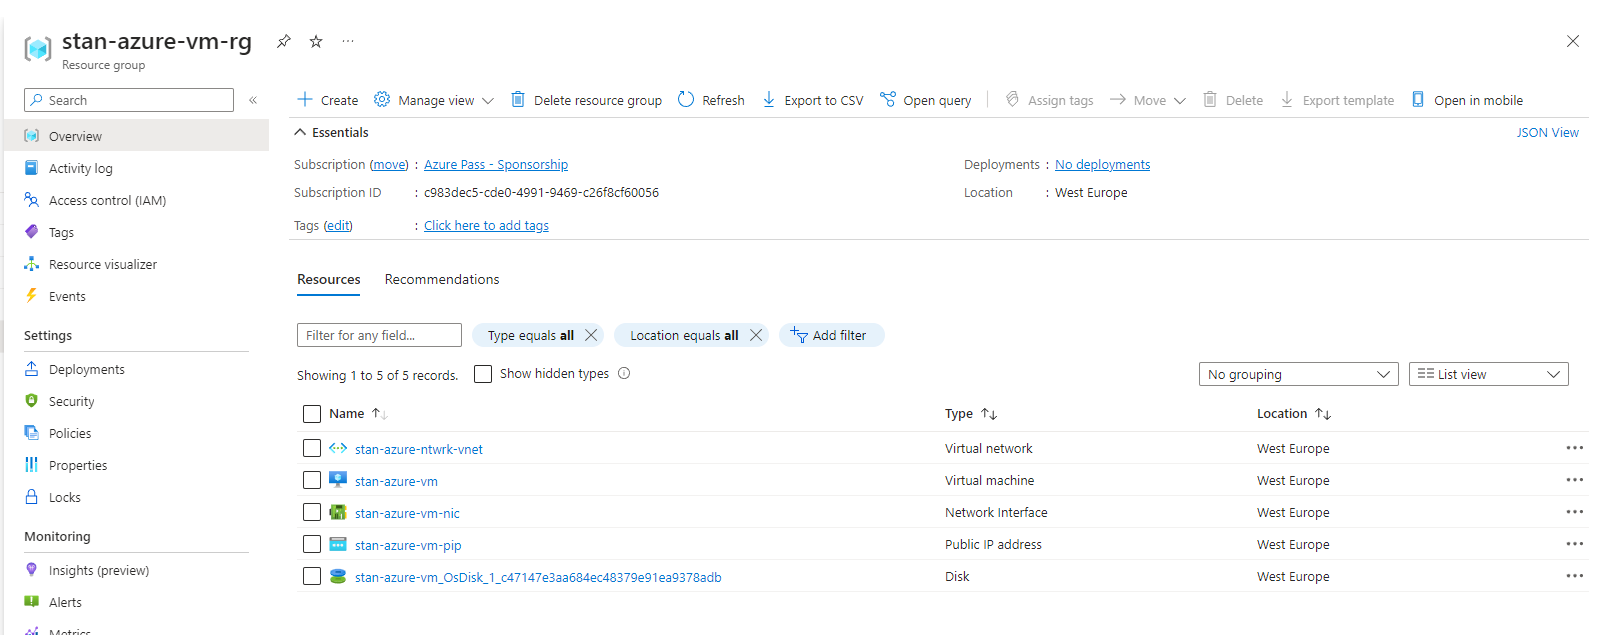 stan-azure-vm-rg
Resource group
Search
Create Manage view Delete resource group Refresh Export to CSV Open query Assign tags Move Delete Export template Open in mobile
Overview
Activity log
Access control (IAM)
Tags
Resource visualizer
Events
Settings
Deployments
Security
Policies
Properties
Locks
Monitoring
Insights (preview)
Alerts
Metrics
Essentials
JSON View
Subscription (move) : Azure Pass - Sponsorship
Deployments : No deployments
Subscription ID : c983dec5-cde0-4991-9469-c26f8cf60056
Location : West Europe
Tags (edit) : Click here to add tags
Resources Recommendations
Filter for any field... Type equals all Location equals all Add filter
Showing 1 to 5 of 5 records. Show hidden types No grouping List view
Name Type Location
stan-azure-ntwrk-vnet Virtual network West Europe
stan-azure-vm Virtual machine West Europe
stan-azure-vm-nic Network Interface West Europe
stan-azure-vm-pip Public IP address West Europe
stan-azure-vm_OsDisk_1_c47147e3aa684ec48379e91ea9378adb Disk West Europe